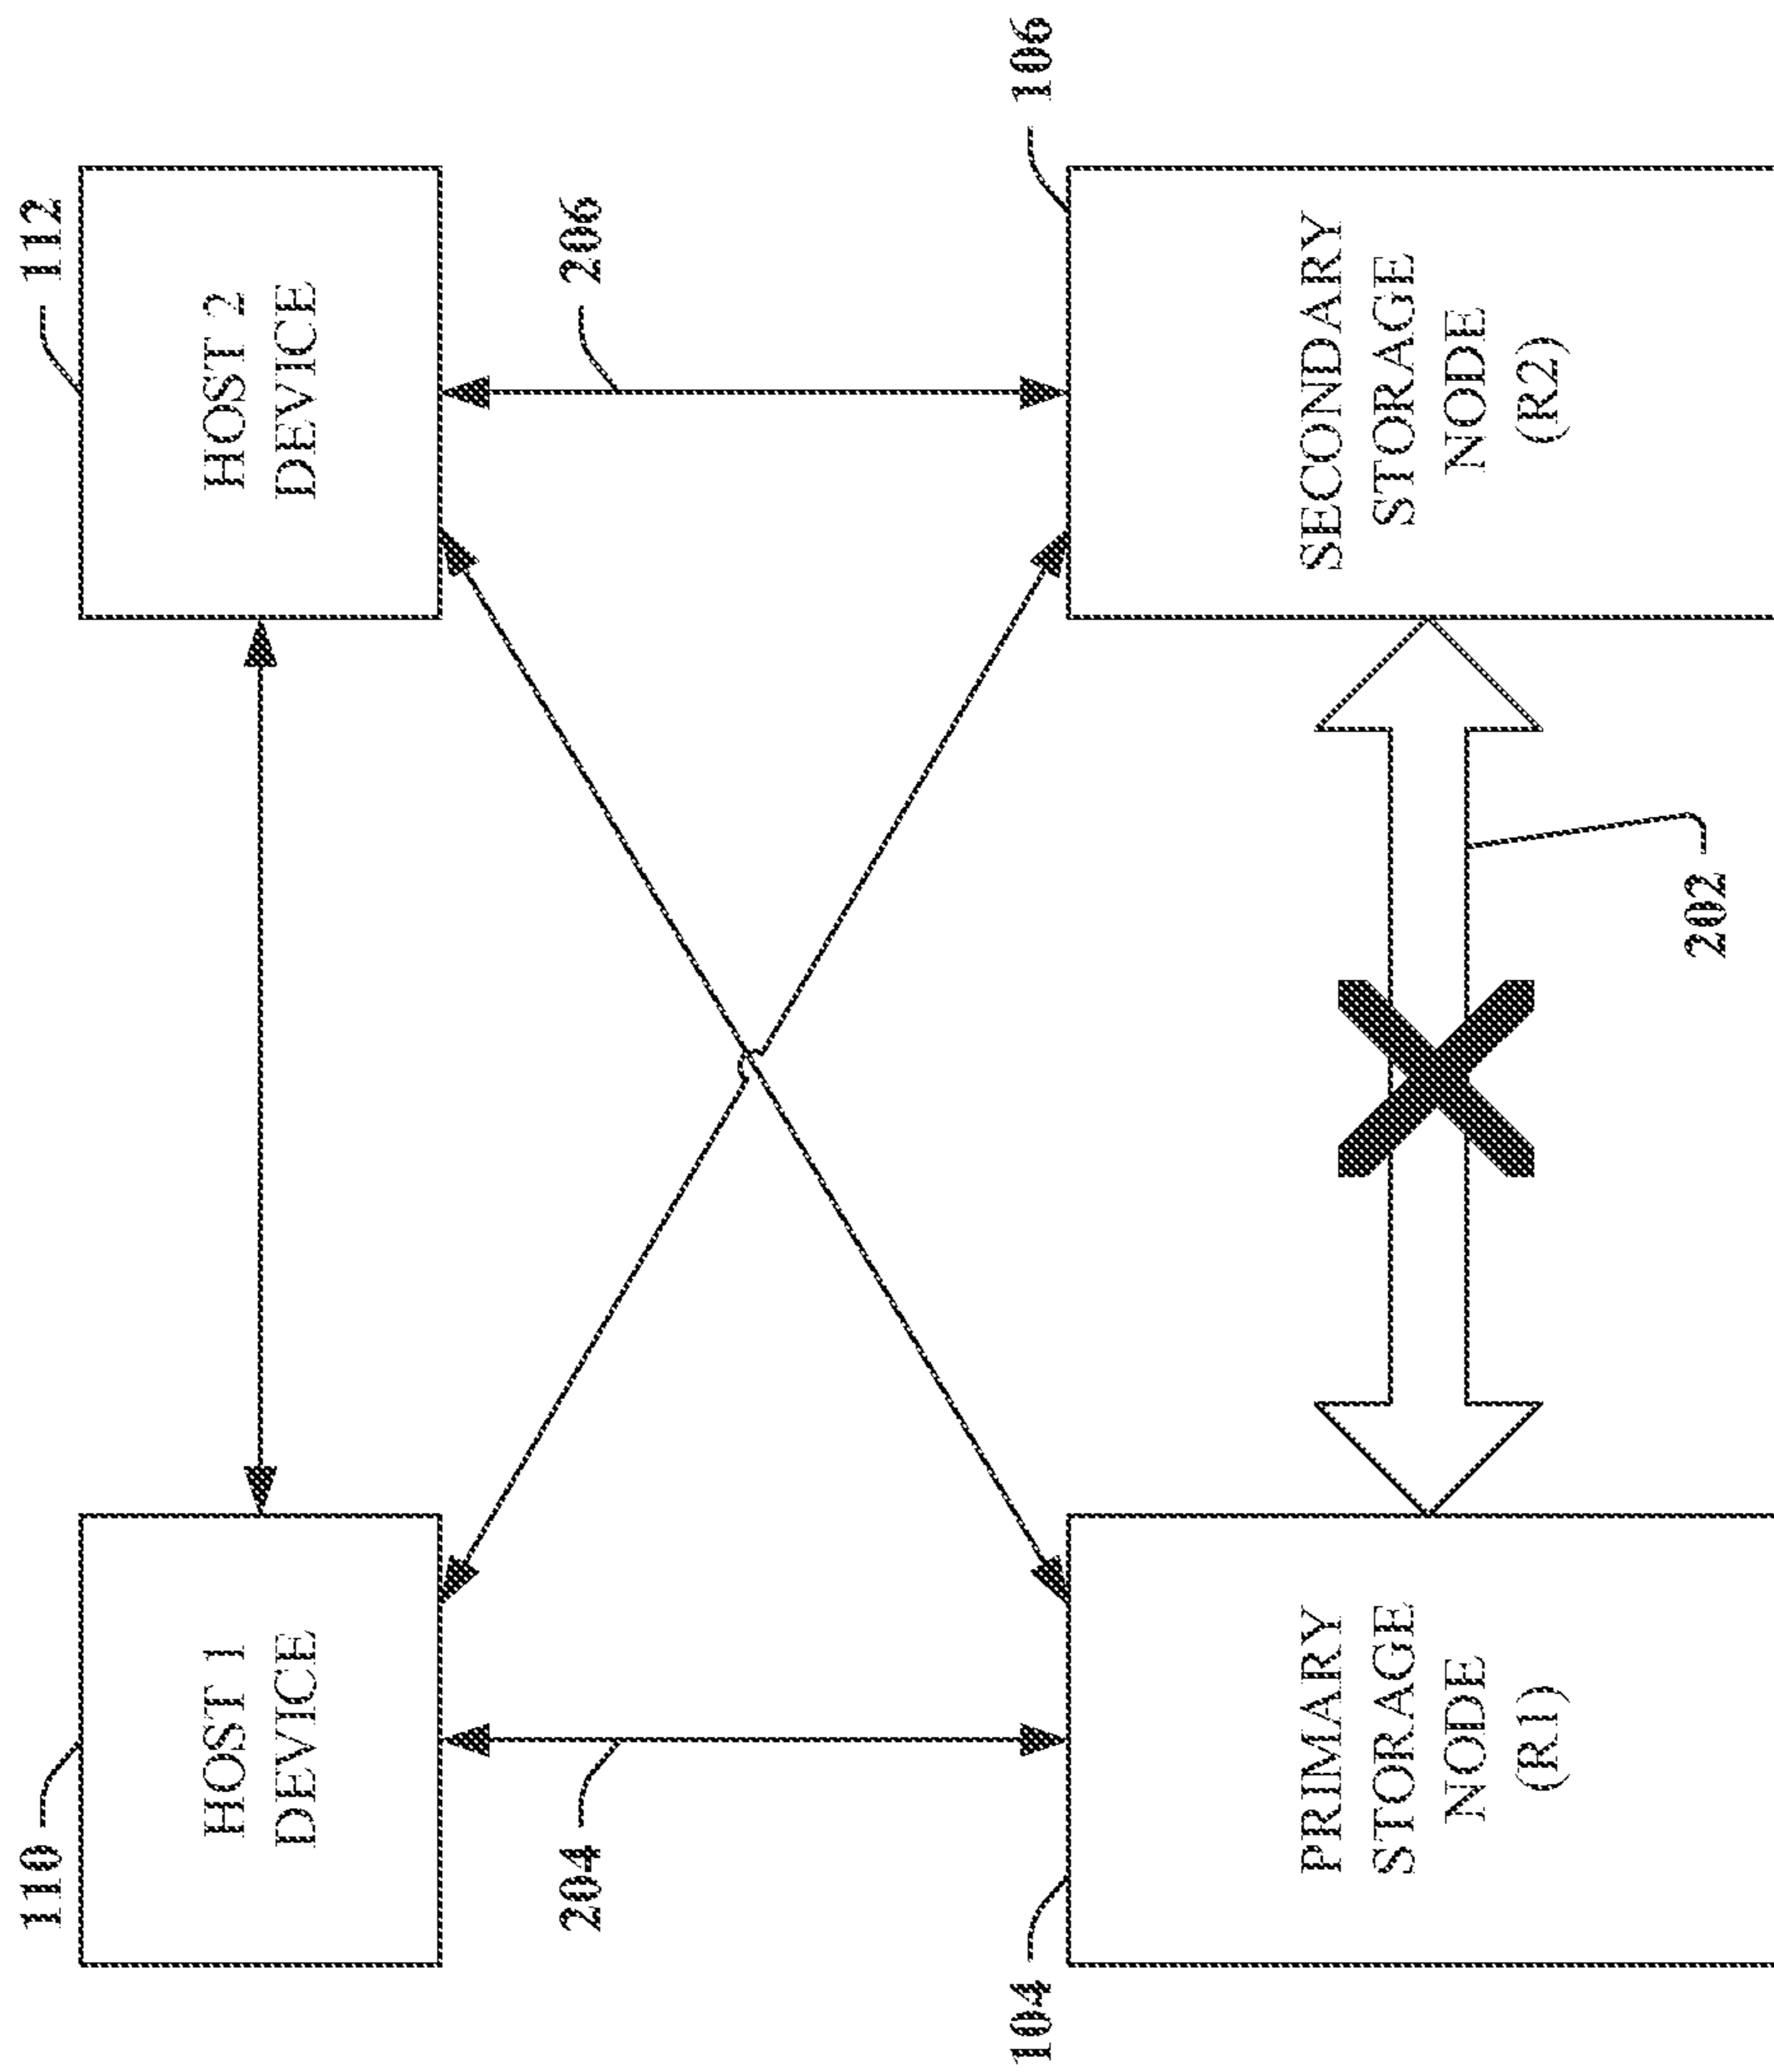 110
HOST 1
DEVICE
112
HOST 2
DEVICE
204
206
104
PRIMARY
STORAGE
NODE
(R1)
106
SECONDARY
STORAGE
NODE
(R2)
202